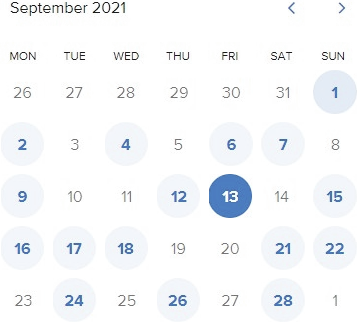 September 2021
MON TUE WED THU FRI SAT SUN
26 27 28 29 30 31 1
2 3 4 5 6 7 8
9 10 11 12 13 14 15
16 17 18 19 20 21 22
23 24 25 26 27 28 1